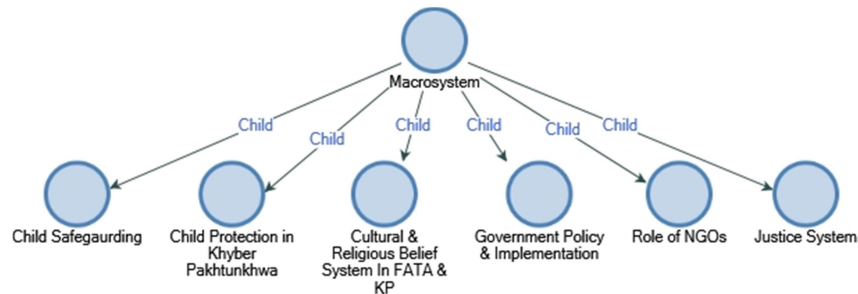 Macrosystem
Child
Child
Child
Child
Child
Child
Child Safegaurding
Child Protection in
Khyber
Pakhtunkhwa
Cultural &
Religious Belief
System In FATA &
KP
Government Policy
& Implementation
Role of NGOs
Justice System